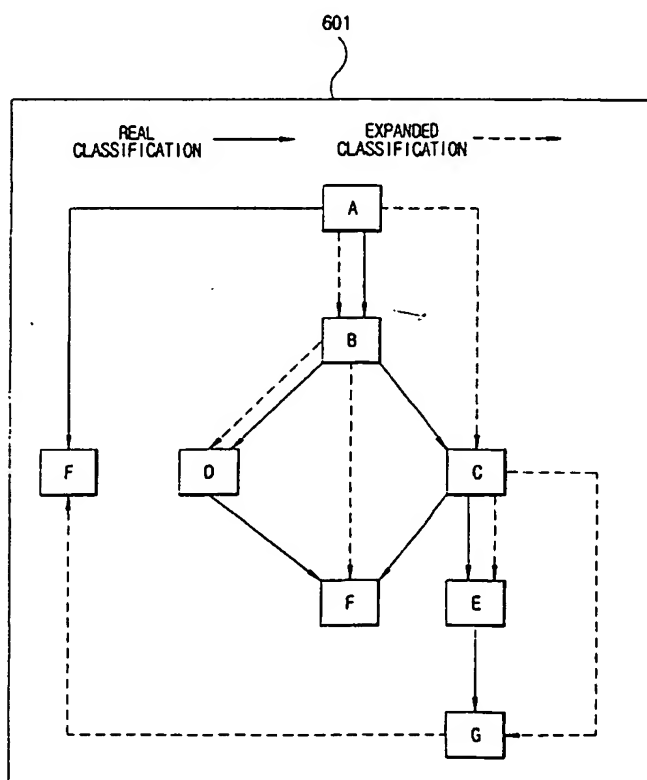 601
REAL
CLASSIFICATION
EXPANDED
CLASSIFICATION
A
B
F
D
C
F
E
G